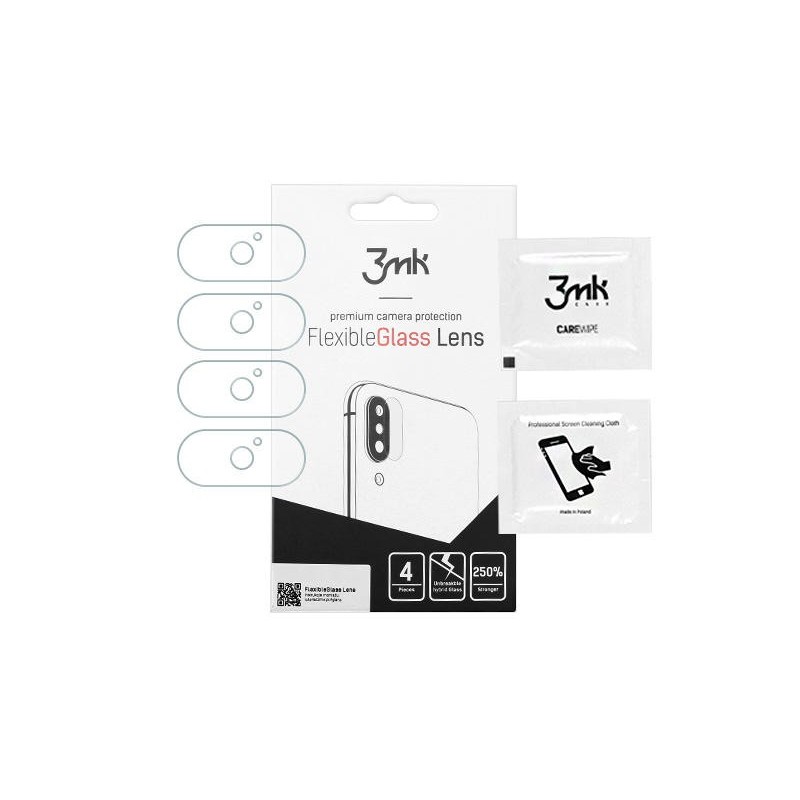 3mk
premium camera protection
FlexibleGlass Lens
4
Pieces
Unbreakable
hybrid Glass
250%
Stronger
FlexibleGlass Lens
3mk
CAREWIPE
Professional Screen Cleaning Cloth
Made in Poland